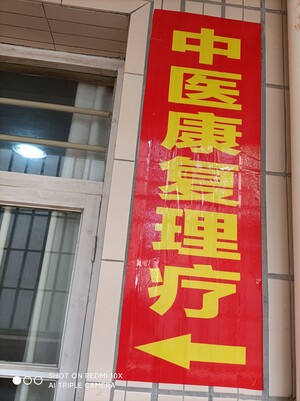 中医康复理疗
SHOT ON REDMI 10X
AI TRIPLE CAMERA